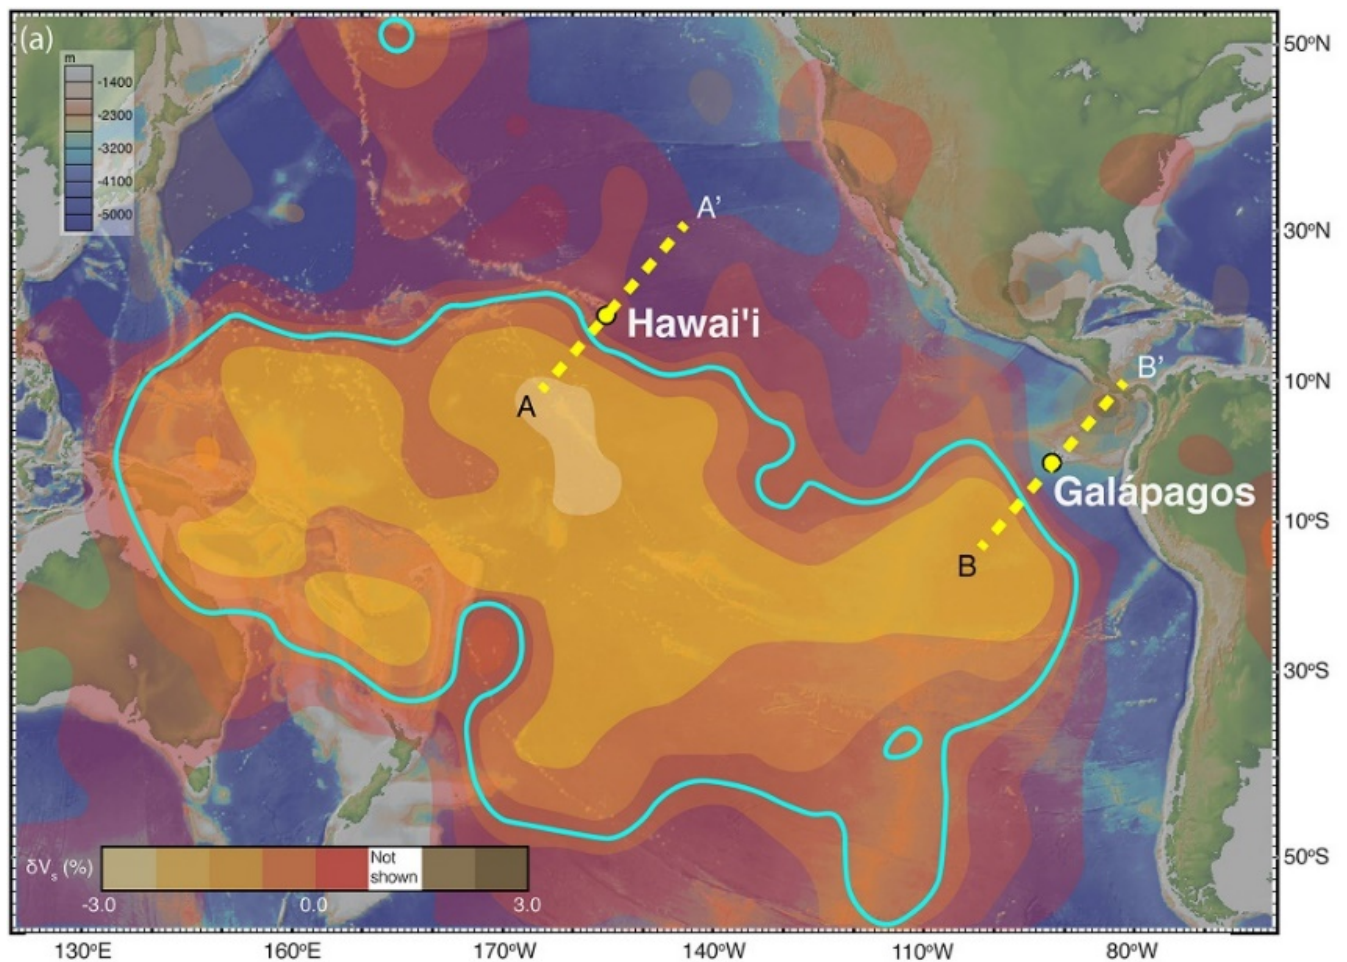 (a)
m
-1400
-2300
-3200
-4100
-5000
50ºN
30ºN
10ºN
10ºS
30ºS
50ºS
A'
Hawai'i
A
B'
Galápagos
B
δVs (%)
Not
shown
-3.0
0.0
3.0
130ºE
160ºE
170ºW
140ºW
110ºW
80ºW